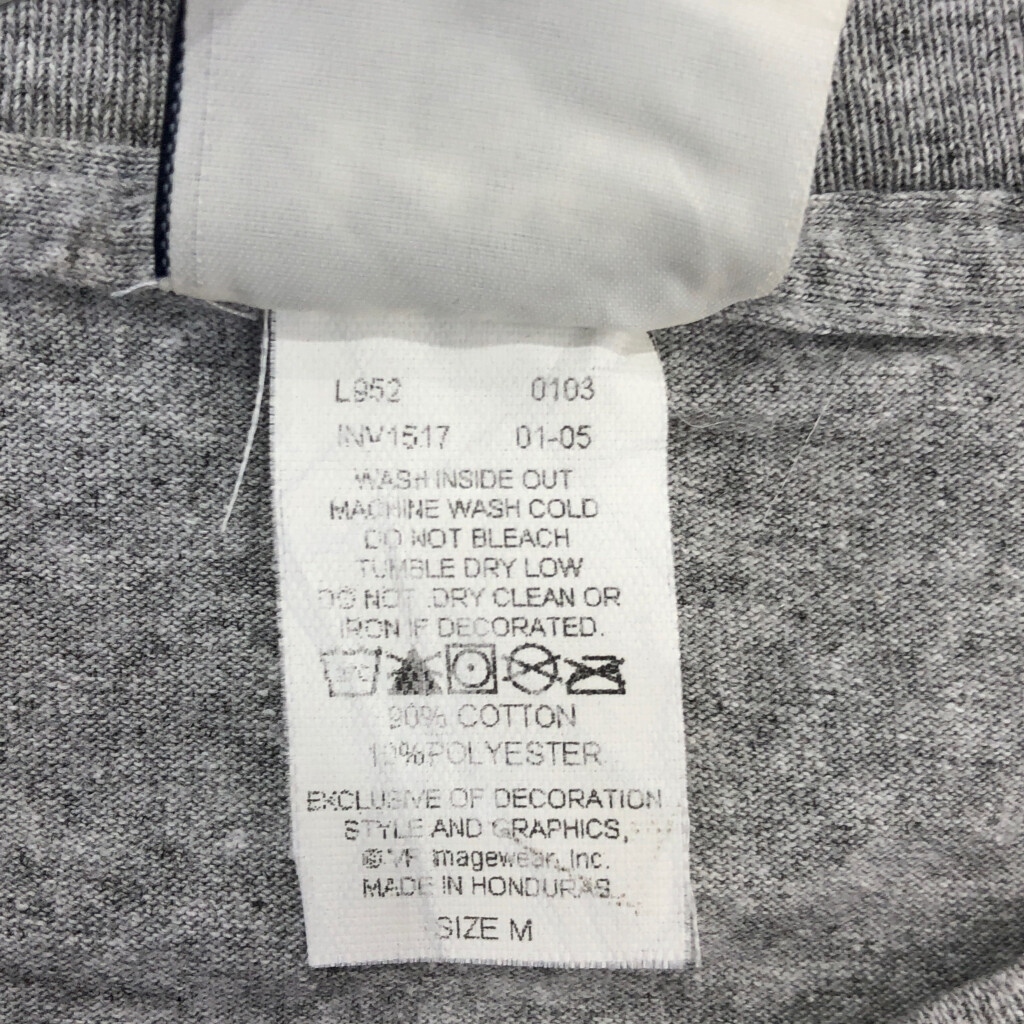 L952 0103
INV1517 01-05
WASH INSIDE OUT
MACHINE WASH COLD
DO NOT BLEACH
TUMBLE DRY LOW
DO NOT DRY CLEAN OR
IRON IF DECORATED.
90% COTTON
10% POLYESTER
EXCLUSIVE OF DECORATION
STYLE AND GRAPHICS,
© VF Imagewear, Inc.
MADE IN HONDURAS
SIZE M